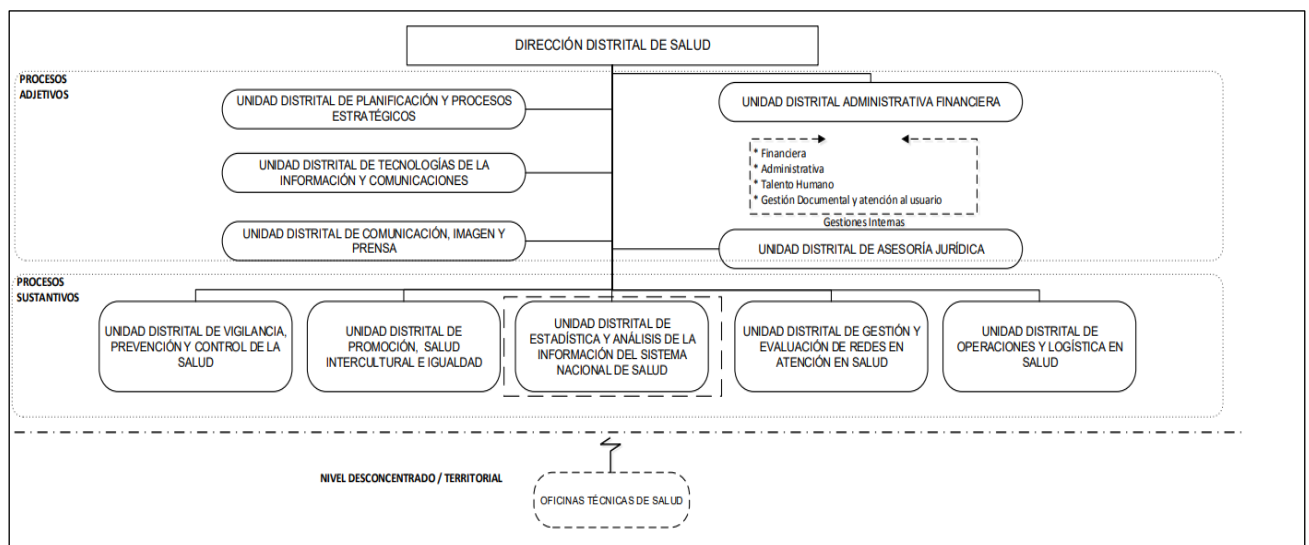 DIRECCIÓN DISTRITAL DE SALUD
PROCESOS
ADJETIVOS
UNIDAD DISTRITAL DE PLANIFICACIÓN Y PROCESOS
ESTRATÉGICOS
UNIDAD DISTRITAL ADMINISTRATIVA FINANCIERA
* Financiera
* Administrativa
* Talento Humano
* Gestión Documental y atención al usuario
Gestiones Internas
UNIDAD DISTRITAL DE TECNOLOGÍAS DE LA
INFORMACIÓN Y COMUNICACIONES
UNIDAD DISTRITAL DE COMUNICACIÓN, IMAGEN Y
PRENSA
UNIDAD DISTRITAL DE ASESORÍA JURÍDICA
PROCESOS
SUSTANTIVOS
UNIDAD DISTRITAL DE VIGILANCIA,
PREVENCIÓN Y CONTROL DE LA
SALUD
UNIDAD DISTRITAL DE
PROMOCIÓN, SALUD
INTERCULTURAL E IGUALDAD
UNIDAD DISTRITAL DE
ESTADÍSTICA Y ANÁLISIS DE LA
INFORMACIÓN DEL SISTEMA
NACIONAL DE SALUD
UNIDAD DISTRITAL DE GESTIÓN Y
EVALUACIÓN DE REDES EN
ATENCIÓN EN SALUD
UNIDAD DISTRITAL DE
OPERACIONES Y LOGÍSTICA EN
SALUD
NIVEL DESCONCENTRADO / TERRITORIAL
OFICINAS TÉCNICAS DE SALUD